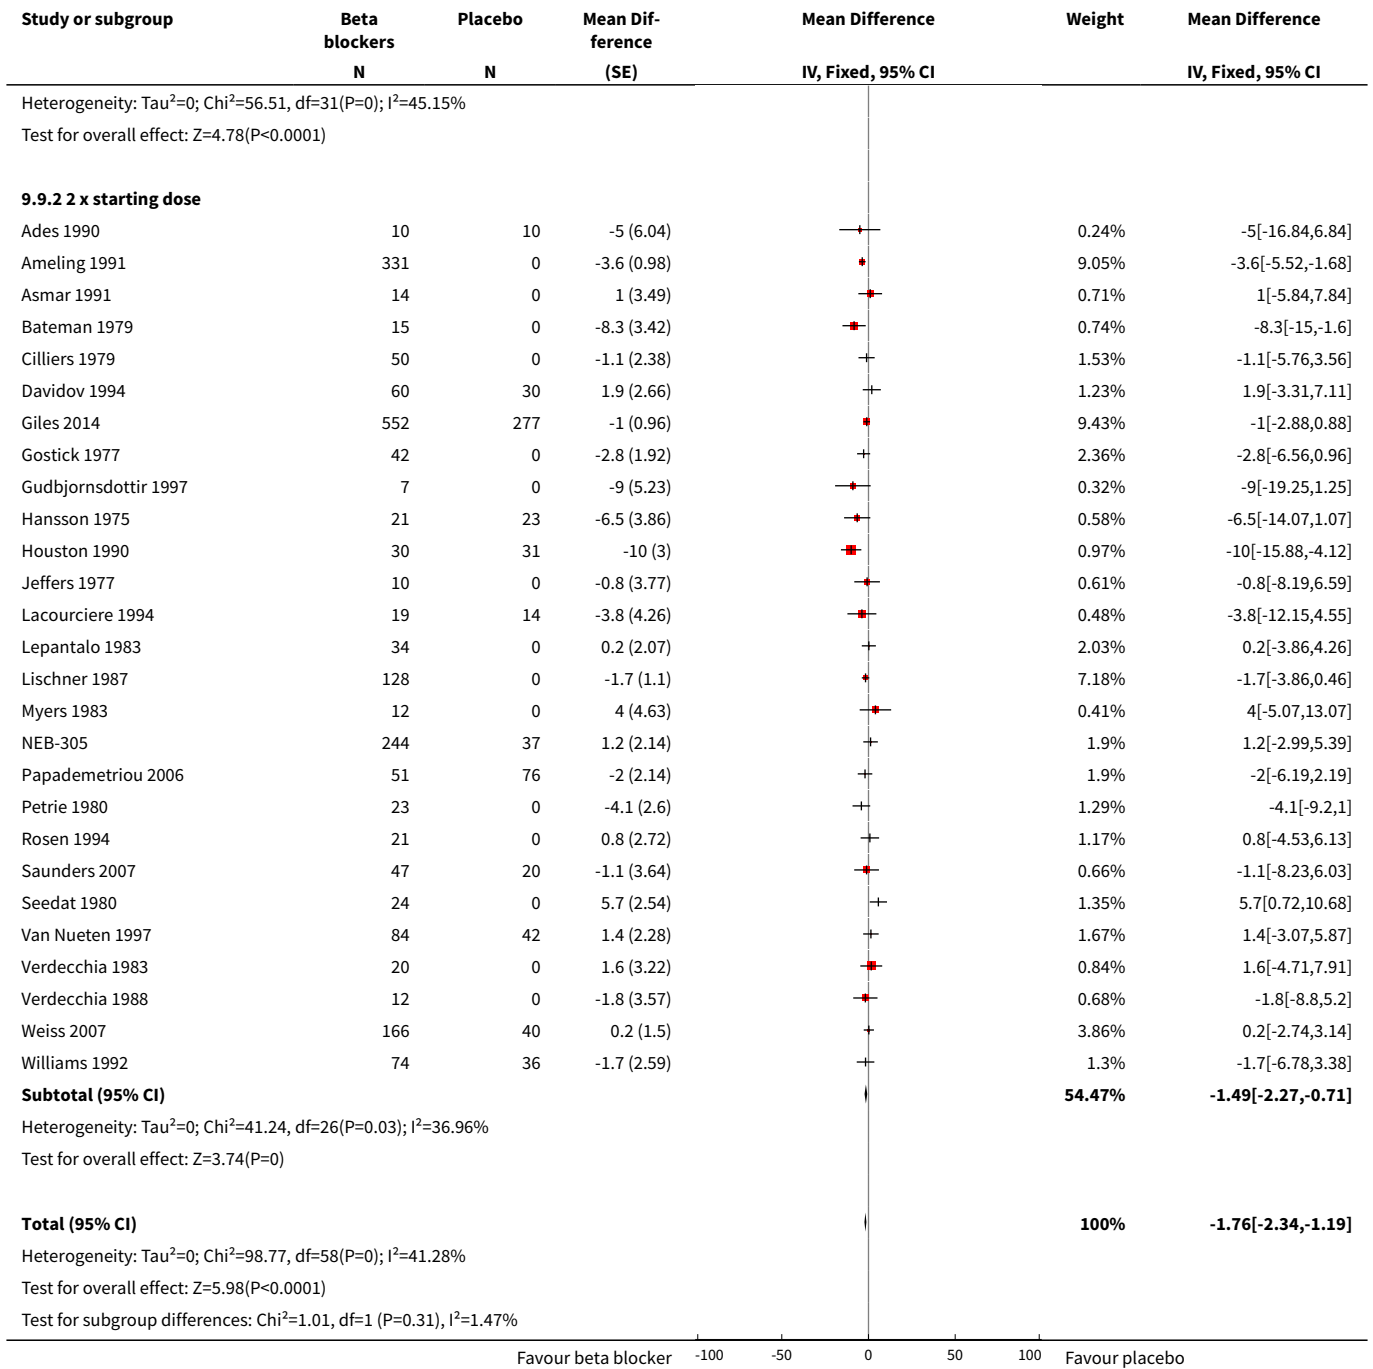 Study or subgroup Beta blockers Placebo Mean Dif-ference Mean Difference Weight Mean Difference
N N (SE) IV, Fixed, 95% CI IV, Fixed, 95% CI
Heterogeneity: Tau²=0; Chi²=56.51, df=31(P=0); I²=45.15%
Test for overall effect: Z=4.78(P<0.0001)
9.9.2 2 x starting dose
Ades 1990 10 10 -5 (6.04) 0.24% -5[-16.84,6.84]
Ameling 1991 331 0 -3.6 (0.98) 9.05% -3.6[-5.52,-1.68]
Asmar 1991 14 0 1 (3.49) 0.71% 1[-5.84,7.84]
Bateman 1979 15 0 -8.3 (3.42) 0.74% -8.3[-15,-1.6]
Cilliers 1979 50 0 -1.1 (2.38) 1.53% -1.1[-5.76,3.56]
Davidov 1994 60 30 1.9 (2.66) 1.23% 1.9[-3.31,7.11]
Giles 2014 552 277 -1 (0.96) 9.43% -1[-2.88,0.88]
Gostick 1977 42 0 -2.8 (1.92) 2.36% -2.8[-6.56,0.96]
Gudbjornsdottir 1997 7 0 -9 (5.23) 0.32% -9[-19.25,1.25]
Hansson 1975 21 23 -6.5 (3.86) 0.58% -6.5[-14.07,1.07]
Houston 1990 30 31 -10 (3) 0.97% -10[-15.88,-4.12]
Jeffers 1977 10 0 -0.8 (3.77) 0.61% -0.8[-8.19,6.59]
Lacourciere 1994 19 14 -3.8 (4.26) 0.48% -3.8[-12.15,4.55]
Lepantalo 1983 34 0 0.2 (2.07) 2.03% 0.2[-3.86,4.26]
Lischner 1987 128 0 -1.7 (1.1) 7.18% -1.7[-3.86,0.46]
Myers 1983 12 0 4 (4.63) 0.41% 4[-5.07,13.07]
NEB-305 244 37 1.2 (2.14) 1.9% 1.2[-2.99,5.39]
Papademetriou 2006 51 76 -2 (2.14) 1.9% -2[-6.19,2.19]
Petrie 1980 23 0 -4.1 (2.6) 1.29% -4.1[-9.2,1]
Rosen 1994 21 0 0.8 (2.72) 1.17% 0.8[-4.53,6.13]
Saunders 2007 47 20 -1.1 (3.64) 0.66% -1.1[-8.23,6.03]
Seedat 1980 24 0 5.7 (2.54) 1.35% 5.7[0.72,10.68]
Van Nueten 1997 84 42 1.4 (2.28) 1.67% 1.4[-3.07,5.87]
Verdecchia 1983 20 0 1.6 (3.22) 0.84% 1.6[-4.71,7.91]
Verdecchia 1988 12 0 -1.8 (3.57) 0.68% -1.8[-8.8,5.2]
Weiss 2007 166 40 0.2 (1.5) 3.86% 0.2[-2.74,3.14]
Williams 1992 74 36 -1.7 (2.59) 1.3% -1.7[-6.78,3.38]
Subtotal (95% CI) 54.47% -1.49[-2.27,-0.71]
Heterogeneity: Tau²=0; Chi²=41.24, df=26(P=0.03); I²=36.96%
Test for overall effect: Z=3.74(P=0)
Total (95% CI) 100% -1.76[-2.34,-1.19]
Heterogeneity: Tau²=0; Chi²=98.77, df=58(P=0); I²=41.28%
Test for overall effect: Z=5.98(P<0.0001)
Test for subgroup differences: Chi²=1.01, df=1 (P=0.31), I²=1.47%
Favour beta blocker -100 -50 0 50 100 Favour placebo